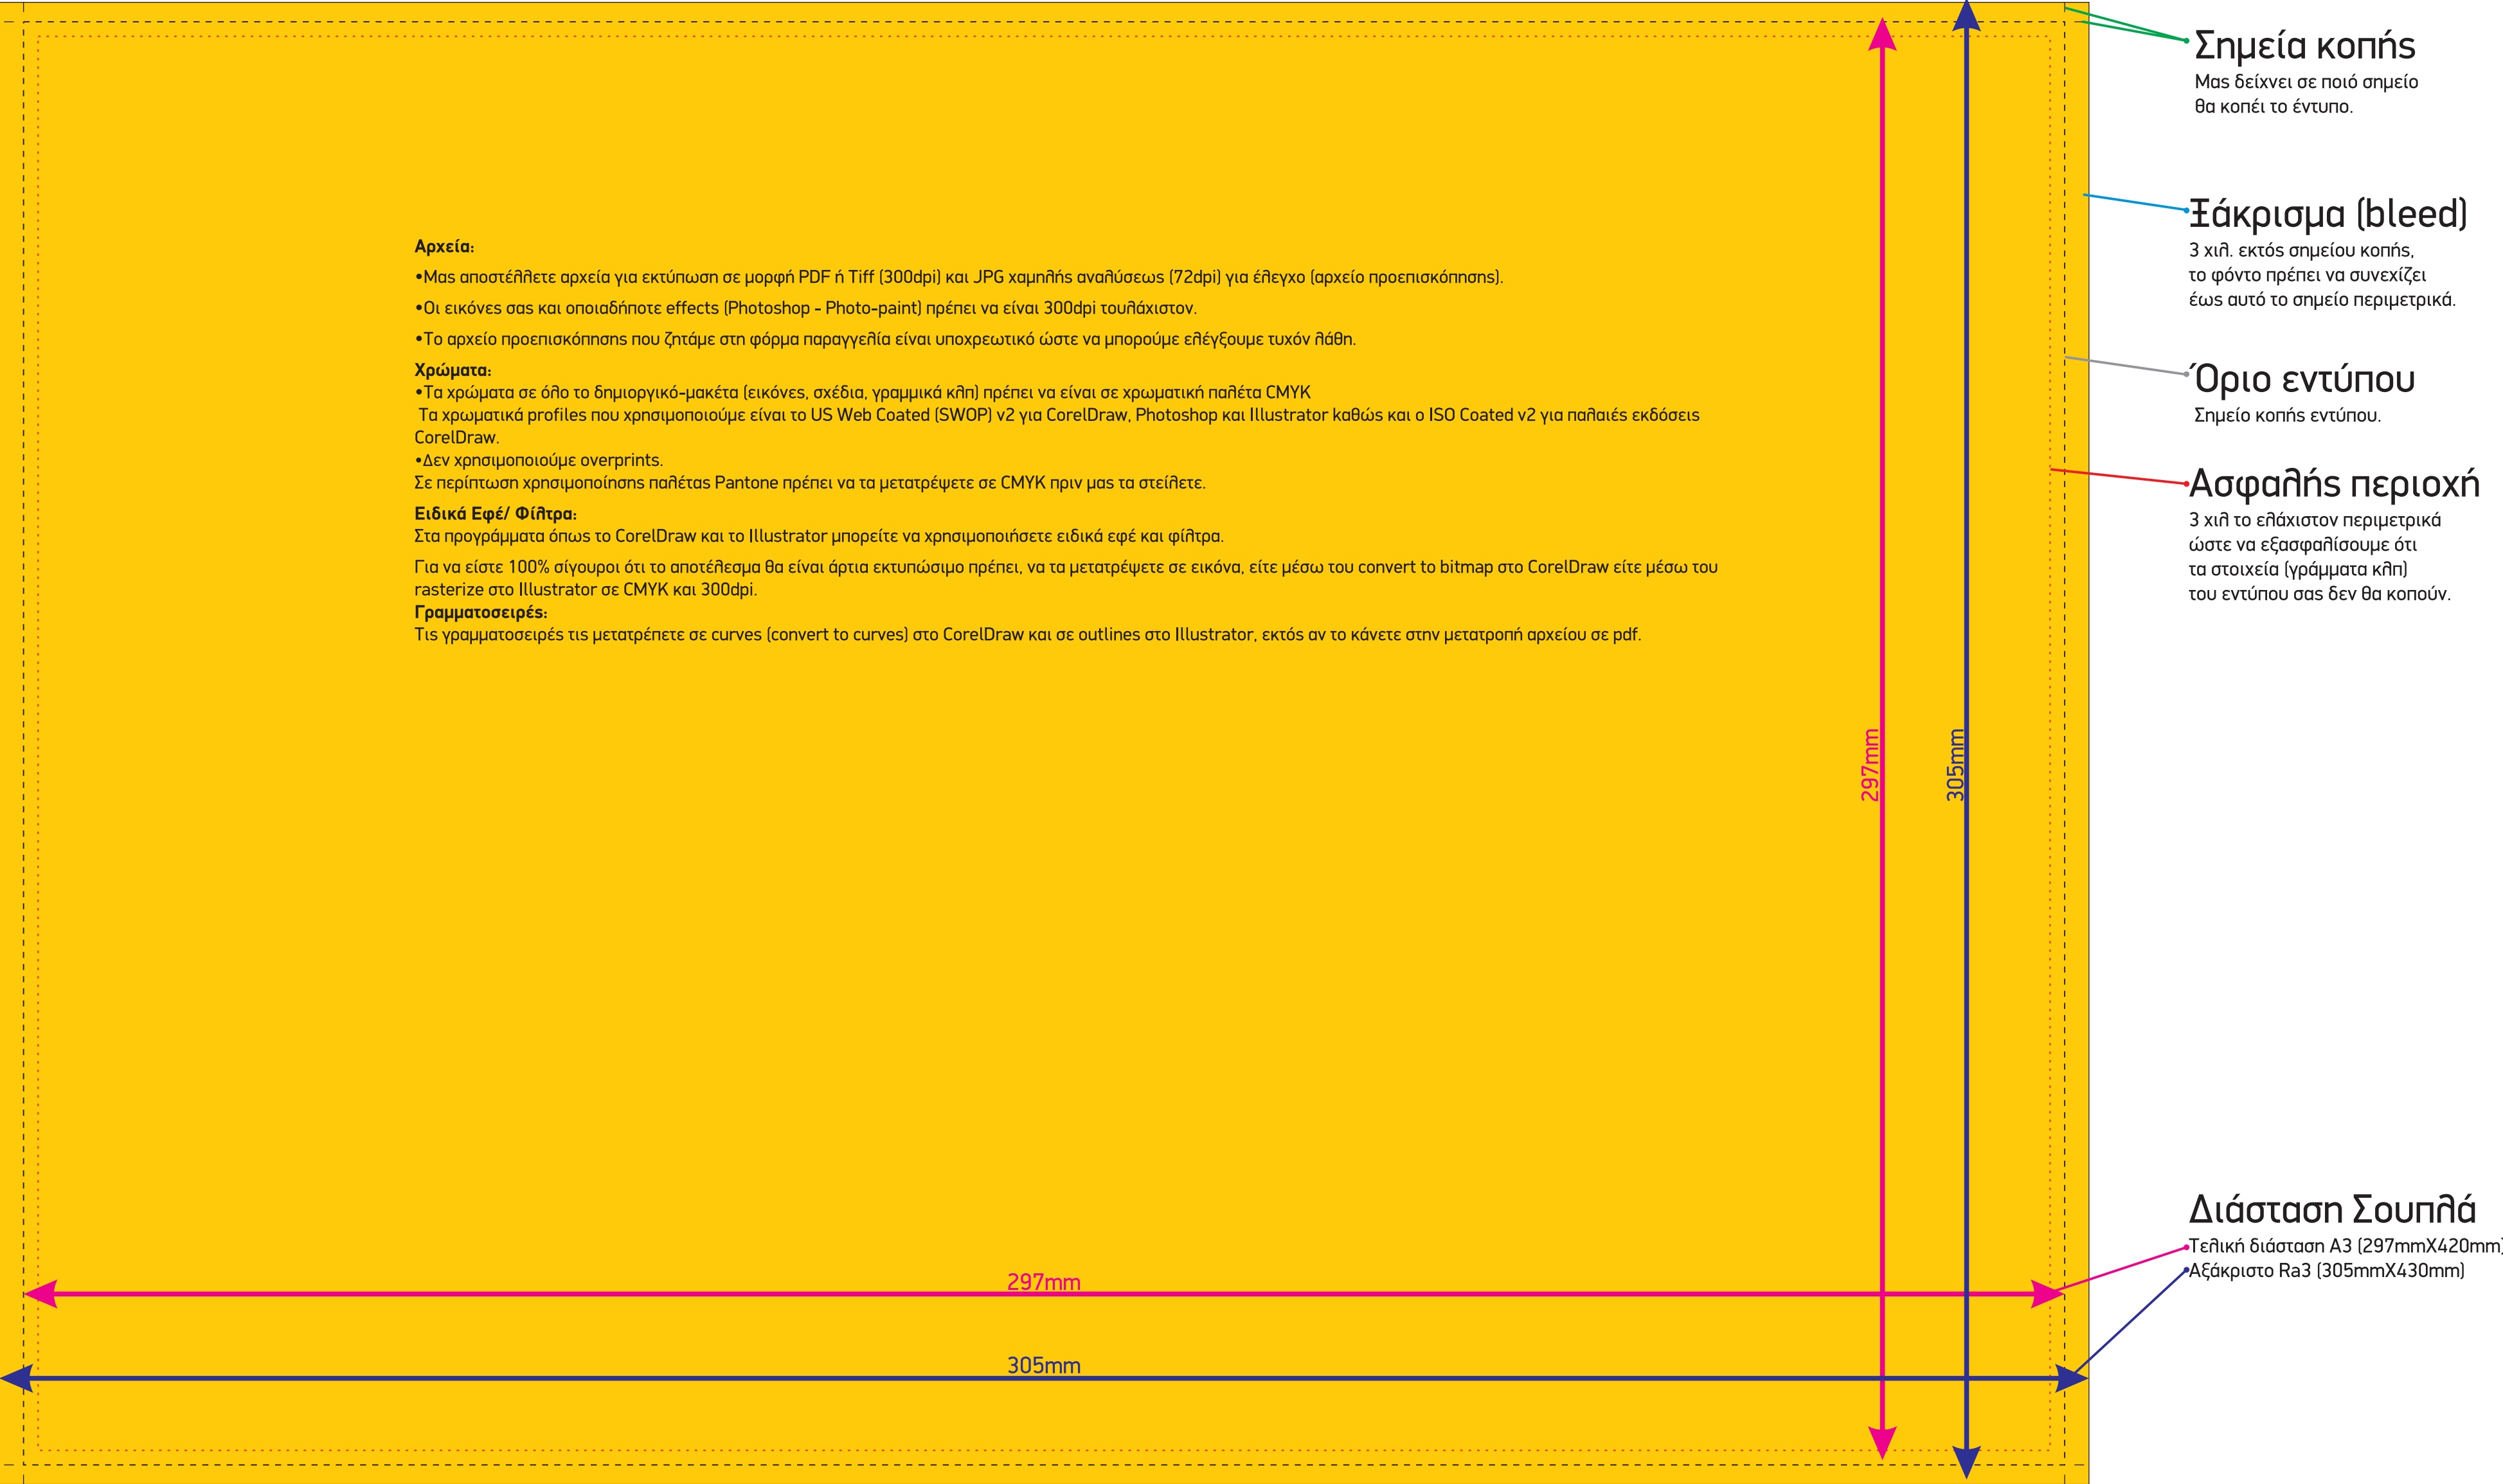 Σημεία κοπής
Μας δείχνει σε ποιό σημείο
θα κοπέι το έντυπο.
Ξάκρισμα (bleed)
3 χιλ. εκτός σημείου κοπής,
το φόντο πρέπει να συνεχίζει
έως αυτό το σημείο περιμετρικά.
Όριο εντύπου
Σημείο κοπής εντύπου.
Ασφαλής περιοχή
3 χιλ το ελάχιστον περιμετρικά
ώστε να εξασφαλίσουμε ότι
τα στοιχεία (γράμματα κλπ)
του εντύπου σας δεν θα κοπούν.
Αρχεία:
•Μας αποστέλλετε αρχεία για εκτύπωση σε μορφή PDF ή Tiff (300dpi) και JPG χαμηλής αναλύσεως (72dpi) για έλεγχο (αρχείο προεπισκόπησης).
•Οι εικόνες σας και οποιαδήποτε effects (Photoshop - Photo-paint) πρέπει να είναι 300dpi τουλάχιστον.
•Το αρχείο προεπισκόπησης που ζητάμε στη φόρμα παραγγελία είναι υποχρεωτικό ώστε να μπορούμε ελέγξουμε τυχόν λάθη.
Χρώματα:
•Τα χρώματα σε όλο το δημιοργικό-μακέτα (εικόνες, σχέδια, γραμμικά κλπ) πρέπει να είναι σε χρωματική παλέτα CMYK
Τα χρωματικά profiles που χρησιμοποιούμε είναι το US Web Coated (SWOP) v2 για CorelDraw, Photoshop και Illustrator καθώς και ο ISO Coated v2 για παλαιές εκδόσεις
CorelDraw.
•Δεν χρησιμοποιούμε overprints.
Σε περίπτωση χρησιμοποίησης παλέτας Pantone πρέπει να τα μετατρέψετε σε CMYK πριν μας τα στείλετε.
Ειδικά Εφέ/ Φίλτρα:
Στα προγράμματα όπως το CorelDraw και το Illustrator μπορείτε να χρησιμοποιήσετε ειδικά εφέ και φίλτρα.
Για να είστε 100% σίγουροι ότι το αποτέλεσμα θα είναι άρτια εκτυπώσιμο πρέπει, να τα μετατρέψετε σε εικόνα, είτε μέσω του convert to bitmap στο CorelDraw είτε μέσω του
rasterize στο Illustrator σε CMYK και 300dpi.
Γραμματοσειρές:
Τις γραμματοσειρές τις μετατρέπετε σε curves (convert to curves) στο CorelDraw και σε outlines στο Illustrator, εκτός αν το κάνετε στην μετατροπή αρχείου σε pdf.
297mm
305mm
Διάσταση Σουπλά
Τελική διάσταση Α3 (297mmX420mm)
Αξάκριστο Ra3 (305mmX430mm)
297mm
305mm